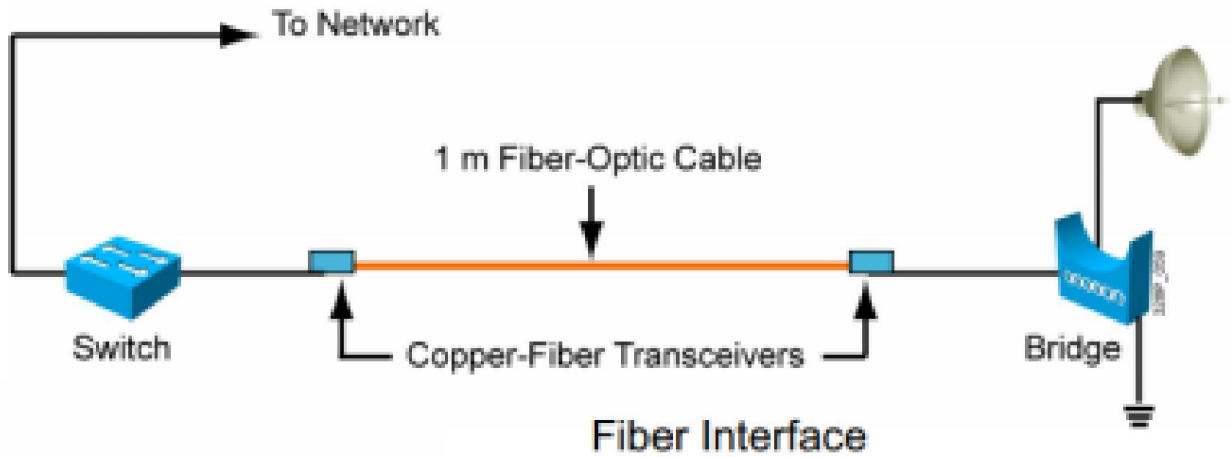 To Network
1 m Fiber-Optic Cable
Switch
Copper-Fiber Transceivers
Bridge
Fiber Interface